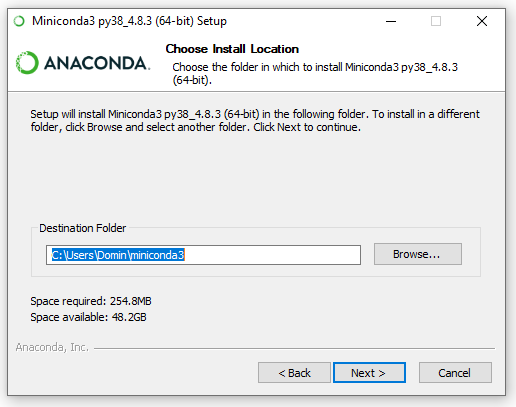 Miniconda3 py38_4.8.3 (64-bit) Setup
ANACONDA.
Choose Install Location
Choose the folder in which to install Miniconda3 py38_4.8.3
(64-bit).
Setup will install Miniconda3 py38_4.8.3 (64-bit) in the following folder. To install in a different
folder, click Browse and select another folder. Click Next to continue.
Destination Folder
C:\Users\Domin\miniconda3
Browse...
Space required: 254.8MB
Space available: 48.2GB
Anaconda, Inc.
< Back
Next >
Cancel